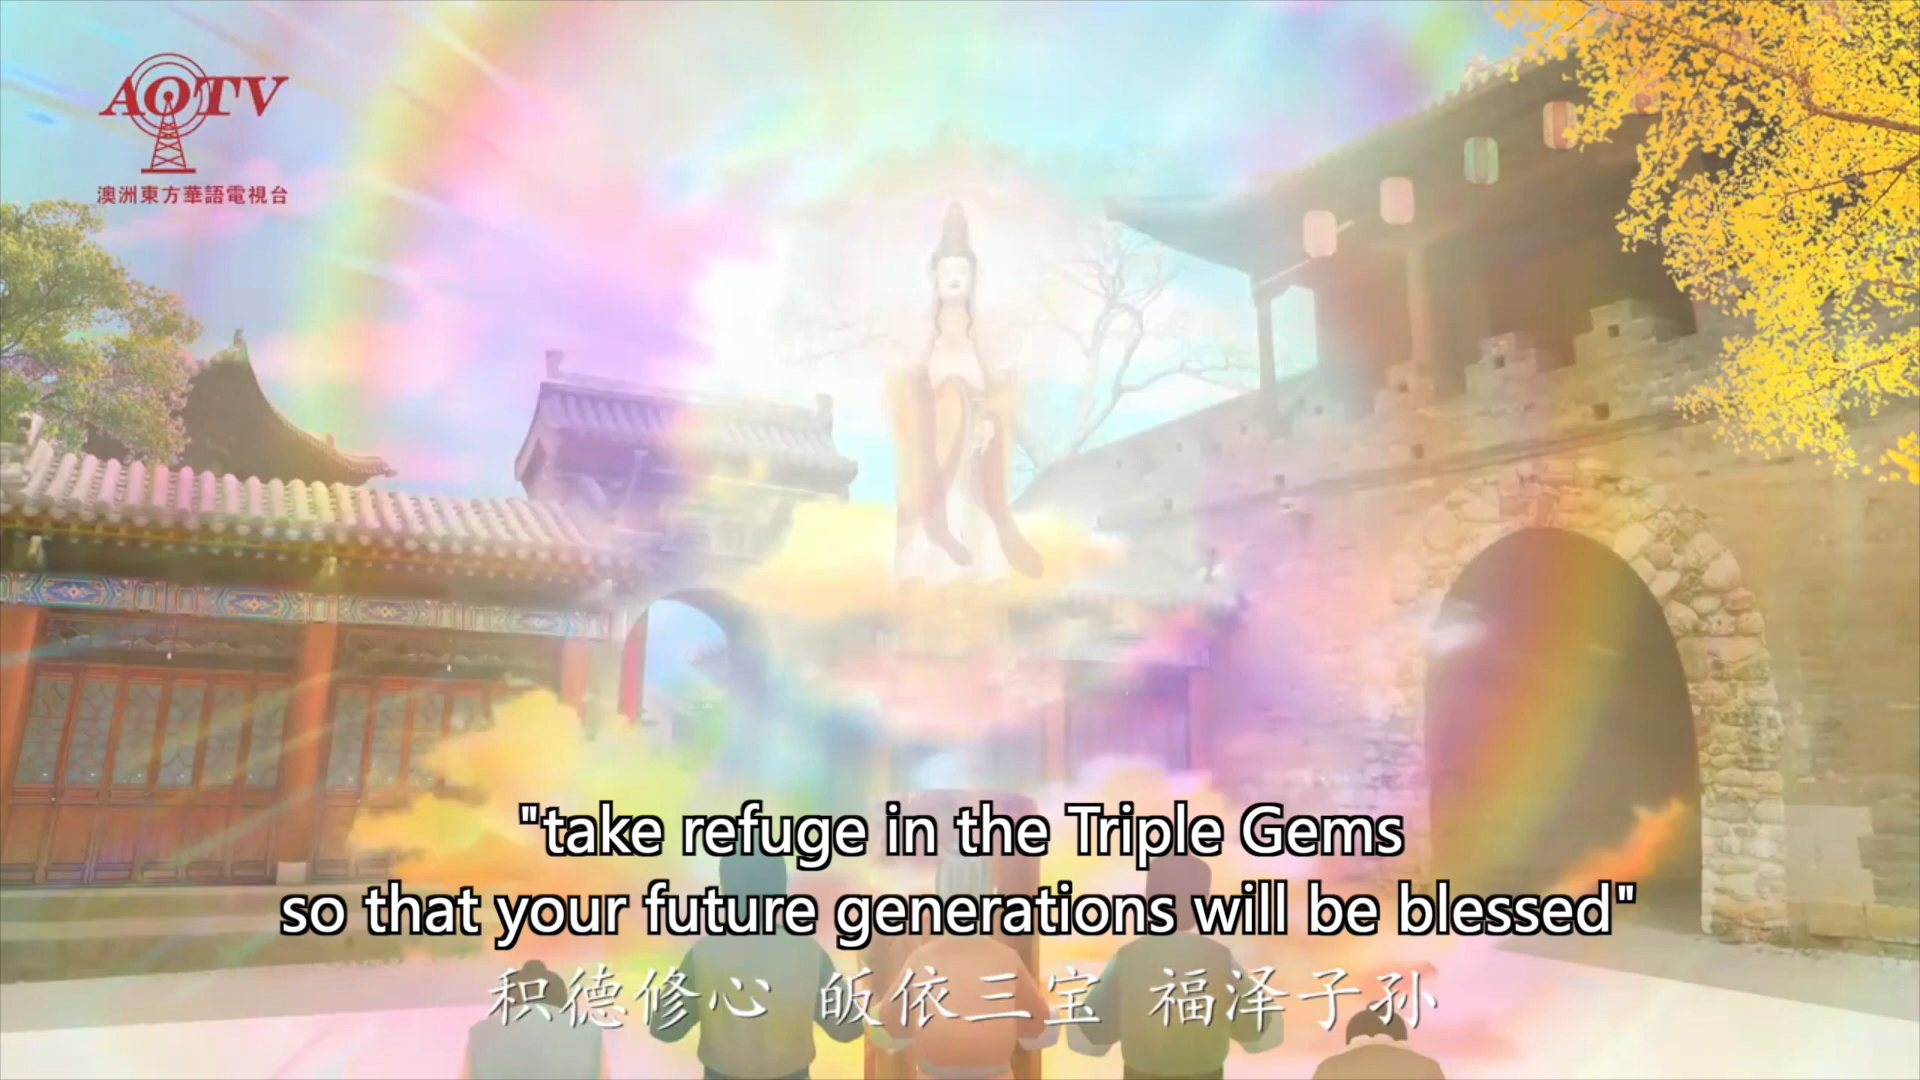 AOTV
澳洲東方華語電視台
"take refuge in the Triple Gems
so that your future generations will be blessed"
积德修心 皈依三宝 福泽子孙